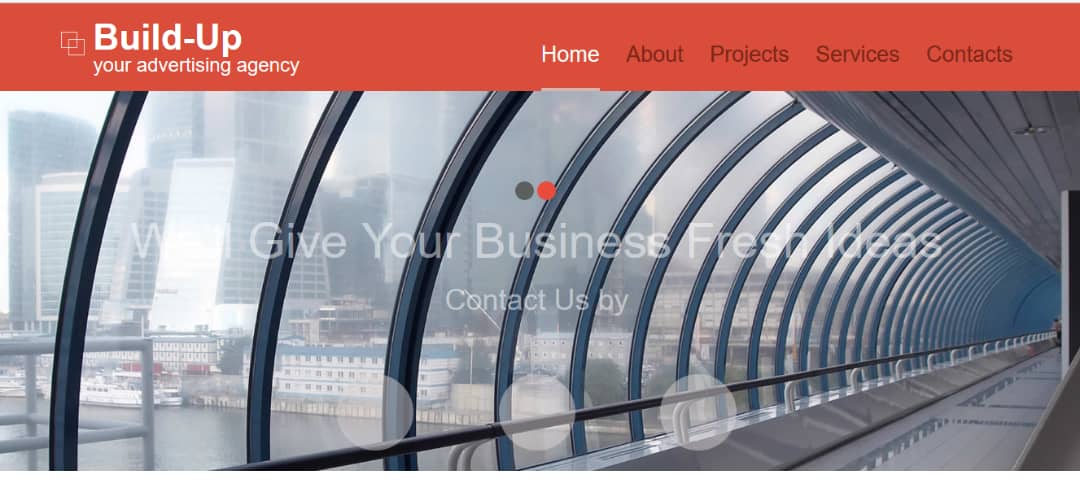 Build-Up
your advertising agency
Home About Projects Services Contacts
We'll Give Your Business Fresh Ideas
Contact Us by